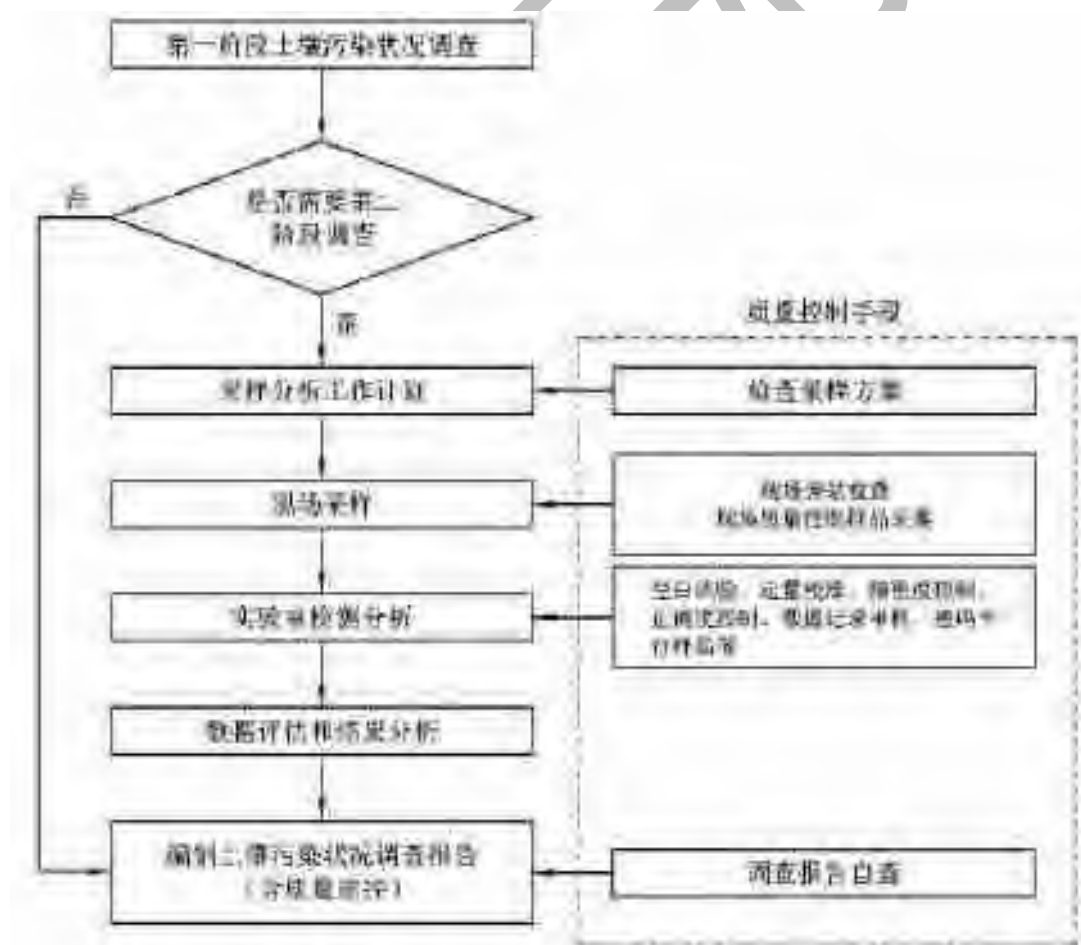 第一阶段土壤污染状况调查
是否需要第二
阶段调查
否
是
质量控制手段
采样分析工作计划
检查采样方案
现场采样
现场旁站检查
现场质量控制样品采集
实验室检测分析
空白试验、定量校准、精密度控制、
正确度控制、数据记录审核、密码平
行样品等
数据评估和结果分析
编制土壤污染状况调查报告
（含质量控制）
调查报告自查